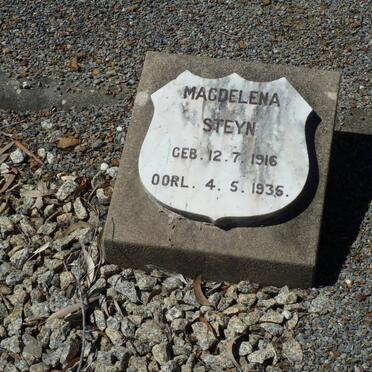 MAGDELENA
STEYN
GEB. 12.7. 1916
OORL. 4.5.1936.